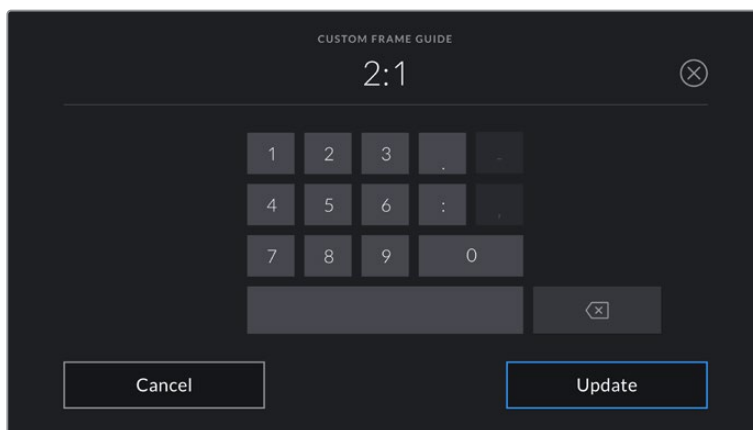 CUSTOM FRAME GUIDE
2:1
1 2 3 . -
4 5 6 : ,
7 8 9 0
Cancel Update